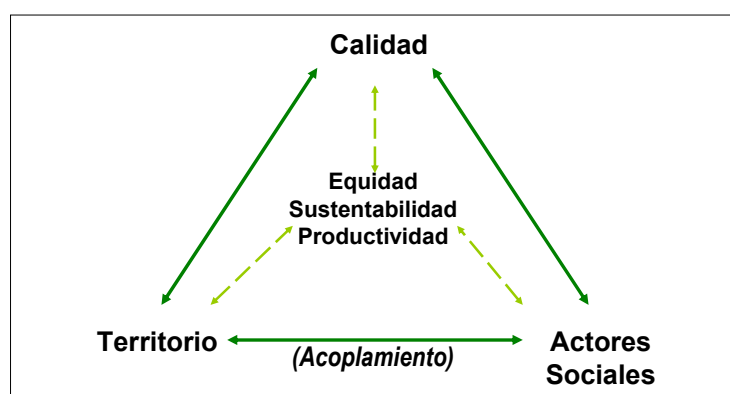 Calidad
Equidad
Sustentabilidad
Productividad
Territorio
(Acoplamiento)
Actores
Sociales